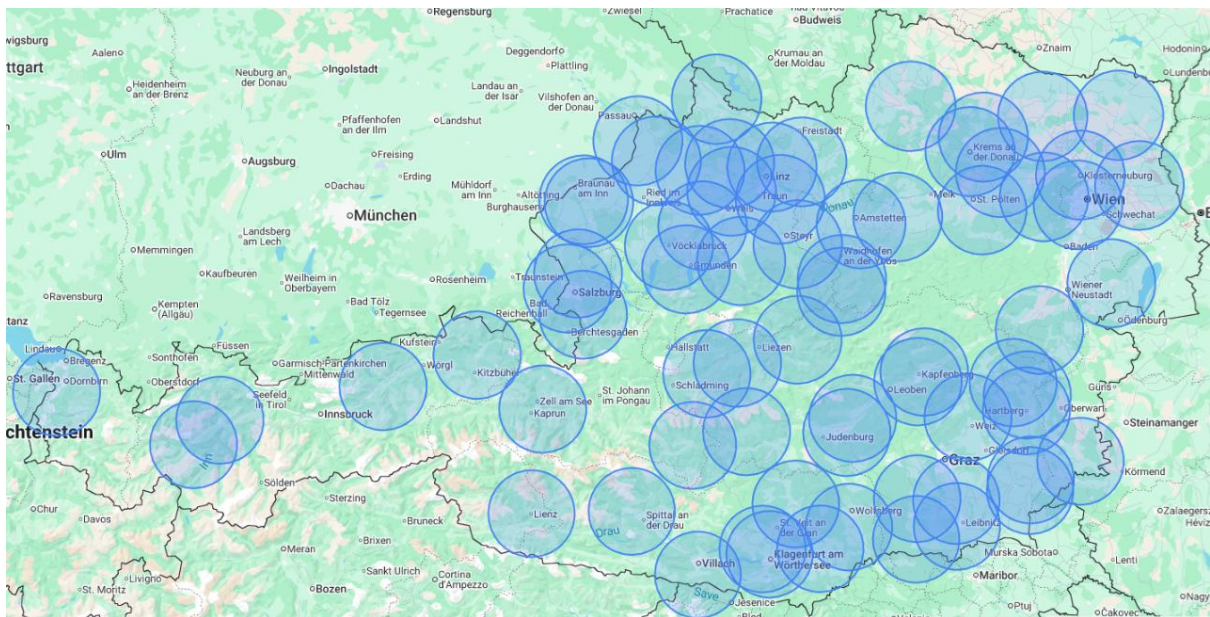 Regensburg
Zwiesel
Prachatice
Budweis
Aalen
Neuburg an
der Donau
Ingolstadt
Deggendorf
Plattling
Krumau an
der Moldau
Znaim
Hodonin
ttgart
Heidenheim
an der Brenz
Landau an
der Isar
Vilshofen an
der Donau
Pfaffenhofen
an der Ilm
Landshut
Passau
Freistadt
Ulm
Augsburg
Freising
Erding
Krems an
der Donau
Linz
Klosterneuburg
Dachau
Mühldorf
am Inn
Altötting
Burghausen
Braunau
am Inn
Ried im
Traun
Wels
Donau
Melk
St. Pölten
Wien
Schwechat
München
Amstetten
Landsberg
am Lech
Memmingen
Vöcklabruck
Steyr
Gmunden
Waidhofen
an der Ybbs
Baden
Kaufbeuren
Weilheim in
Oberbayern
Rosenheim
Traunstein
Salzburg
Wiener
Neustadt
Ravensburg
Kempten
(Allgäu)
Bad Tölz
Tegernsee
Bad
Reichenhall
Berchtesgaden
Ödenburg
Lindau
Bregenz
Sonthofen
Füssen
Kufstein
Hallstatt
Liezen
St. Gallen
Dornbirn
Oberstdorf
Garmisch-Partenkirchen
Mittenwald
Wörgl
Kitzbühel
Schladming
Kapfenberg
Leoben
Güns
Seefeld
in Tirol
Innsbruck
Zell am See
Kaprun
St. Johann
im Pongau
Hartberg
Oberwart
Steinamanger
chtenstein
Inn
Judenburg
Weiz
Gleisdorf
Graz
Körmend
Sölden
Sterzing
Chur
Davos
Bruneck
Lienz
Drau
Spittal an
der Drau
St. Veit an
der Glan
Wolfsberg
Leibnitz
Zalaegersz
Héviz
Meran
Brixen
Villach
Klagenfurt am
Wörthersee
Murska Sobota
Lenti
Maribor
Livigno
St. Moritz
Bozen
Sankt Ulrich
Cortina
d'Ampezzo
Save
Jesenice
Bled
Ptuj
Čakovec
Nagy